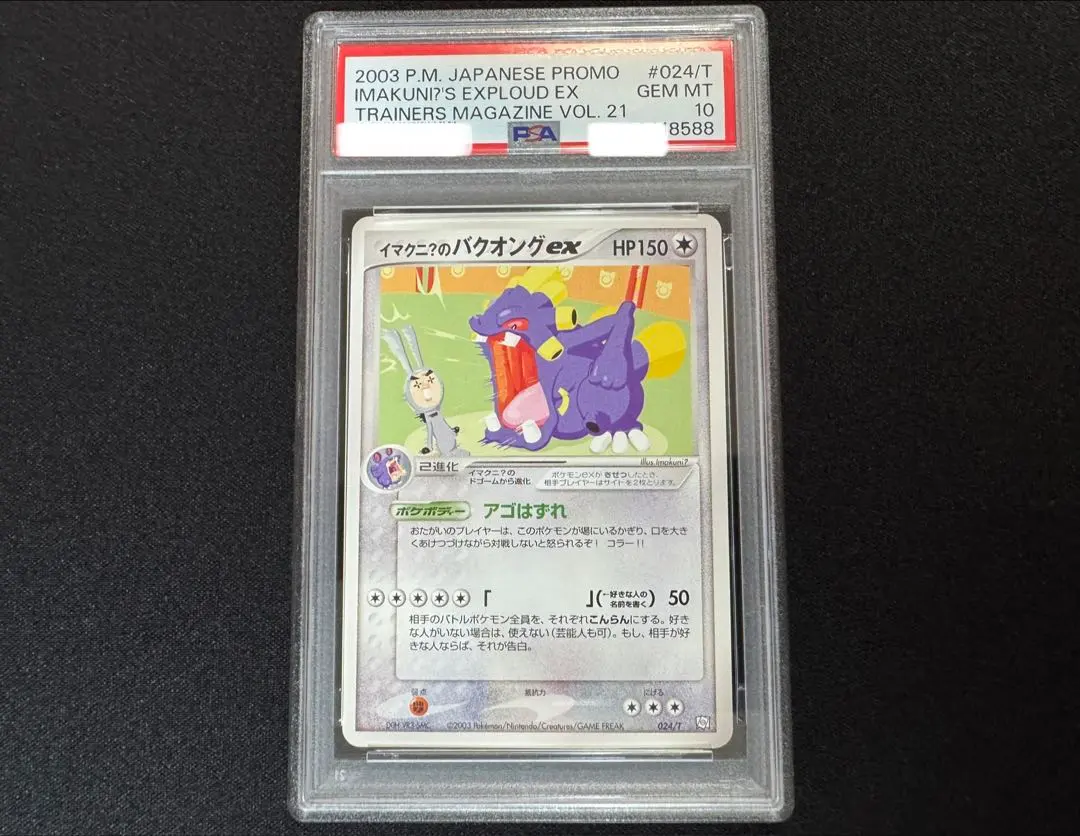 2003 P.M. JAPANESE PROMO #024/T
IMAKUNI?'S EXPLOUD EX GEM MT
TRAINERS MAGAZINE VOL. 21 10
PSA 8588
イマクニ?のバクオングex HP150
illus.Imakuni?
己進化 イマクニ?の
ドゴームから進化
ポケモンexがきぜつしたとき、
相手プレイヤーはサイドを2枚とります。
ポケボディー アゴはずれ
おたがいのプレイヤーは、このポケモンが場にいるかぎり、口を大き
くあけつづけながら対戦しないと怒られるぞ! コラー!!
「 」(←好きな人の
名前を書く) 50
相手のバトルポケモン全員を、それぞれこんらんにする。好き
な人がいない場合は、使えない(芸能人も可)。もし、相手が好
きな人ならば、それが告白。
弱点 抵抗力 にげる
©2003 Pokémon/Nintendo/Creatures/GAME FREAK 024/T